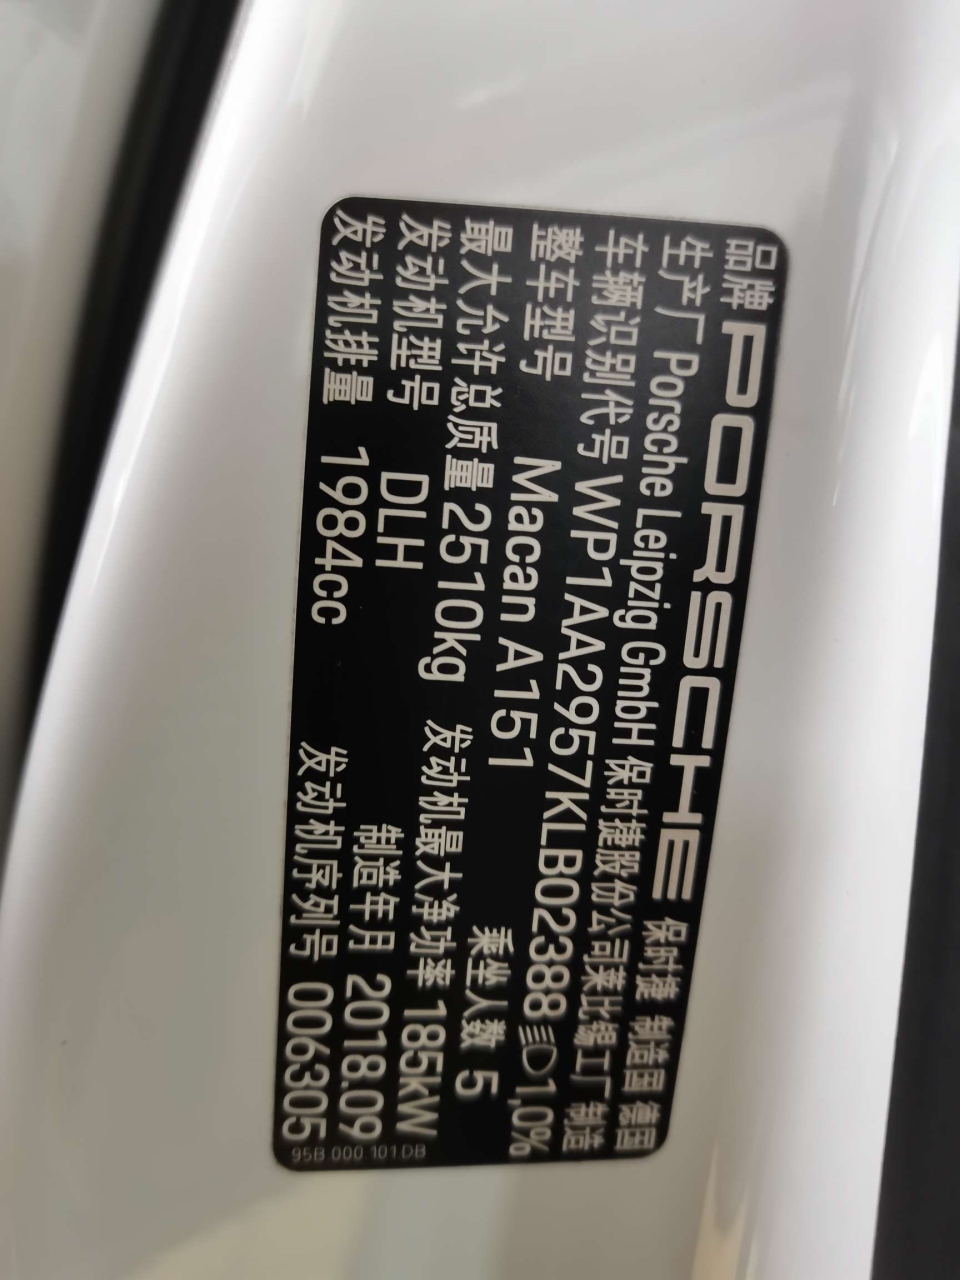 品牌 PORSCHE 保时捷 制造国 德国
生产厂 Porsche Leipzig GmbH 保时捷股份公司莱比锡工厂 制造
车辆识别代号 WP1AA2957KLB02388 1,0%
整车型号 Macan A151 乘坐人数 5
最大允许总质量 2510kg 发动机最大净功率 185kW
发动机型号 DLH 制造年月 2018.09
发动机排量 1984cc 发动机序列号 006305
95B.000.101.DB